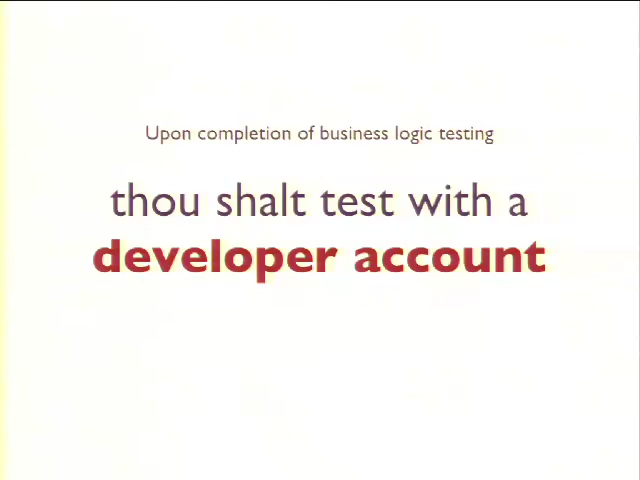 Upon completion of business logic testing
thou shalt test with a
developer account